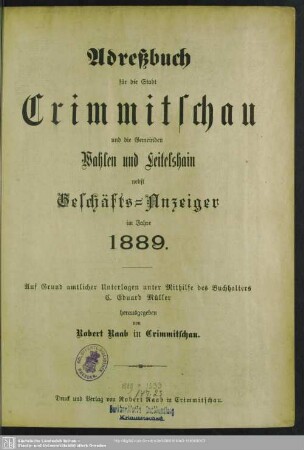 Adreßbuch
für die Stadt
Crimmitschau
und die Gemeinden
Wahlen und Leitelshain
nebst
Geschäfts-Anzeiger
im Jahre
1889.
Auf Grund amtlicher Unterlagen unter Mithilfe des Buchhalters
C. Eduard Müller
herausgegeben
von
Robert Raab in Crimmitschau.
Druck und Verlag von Robert Raab in Crimmitschau.